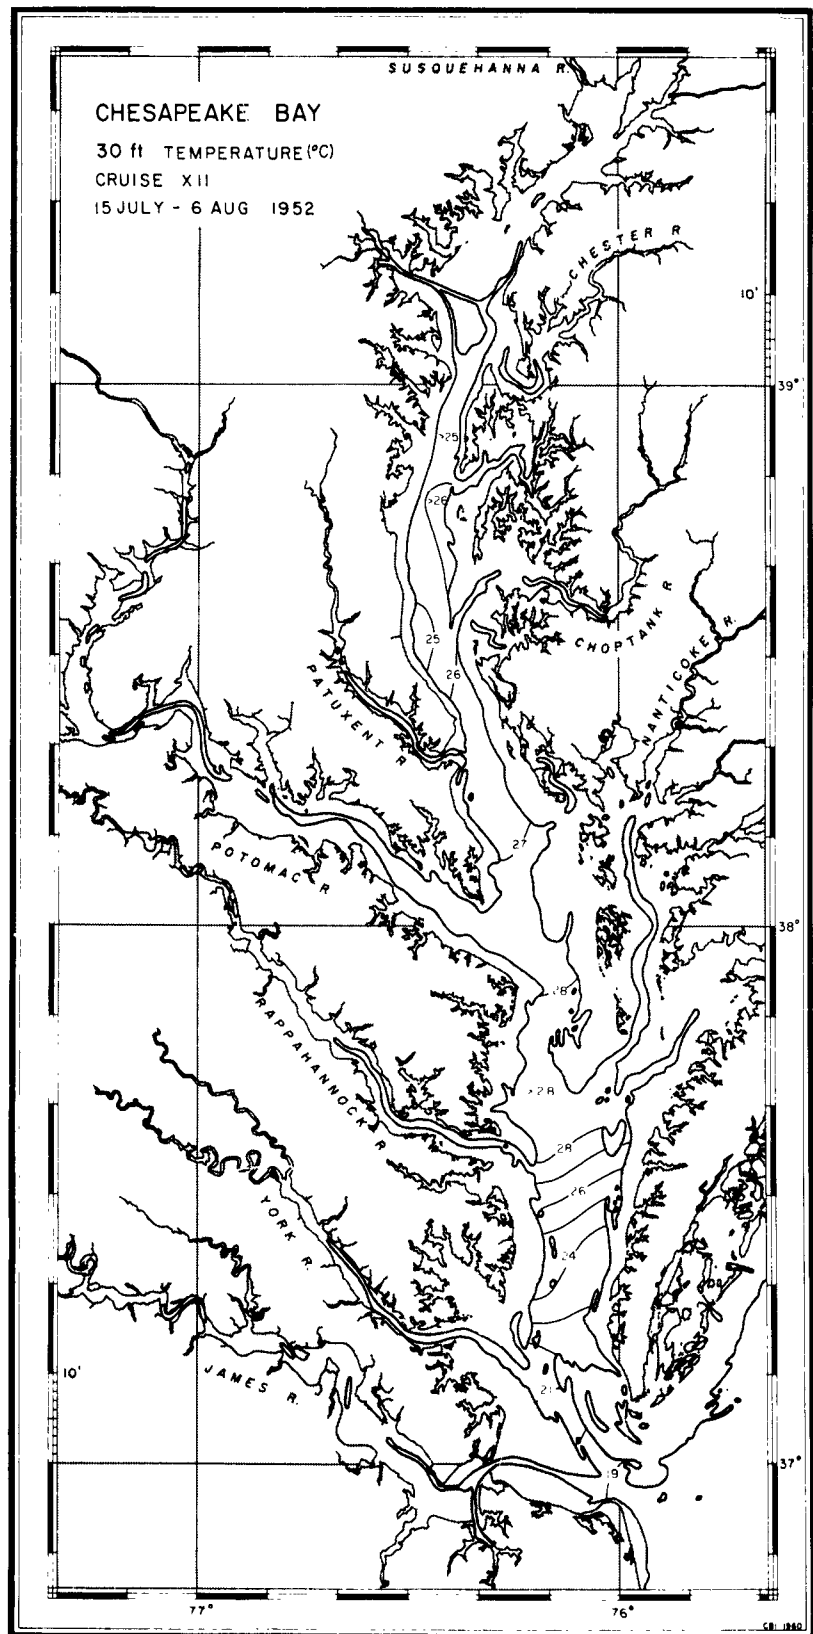 SUSQUEHANNA R.
CHESAPEAKE BAY
30 ft TEMPERATURE (°C)
CRUISE XII
15 JULY - 6 AUG 1952
CHESTER R
10'
39°
>25
>26
CHOPTANK R
25
26
NANTICOKE R.
PATUXENT R
27
POTOMAC R
38°
28
RAPPAHANNOCK R
>28
28
26
YORK R.
24
JAMES R.
10'
21
37°
19
77°
76°
CBI 1960